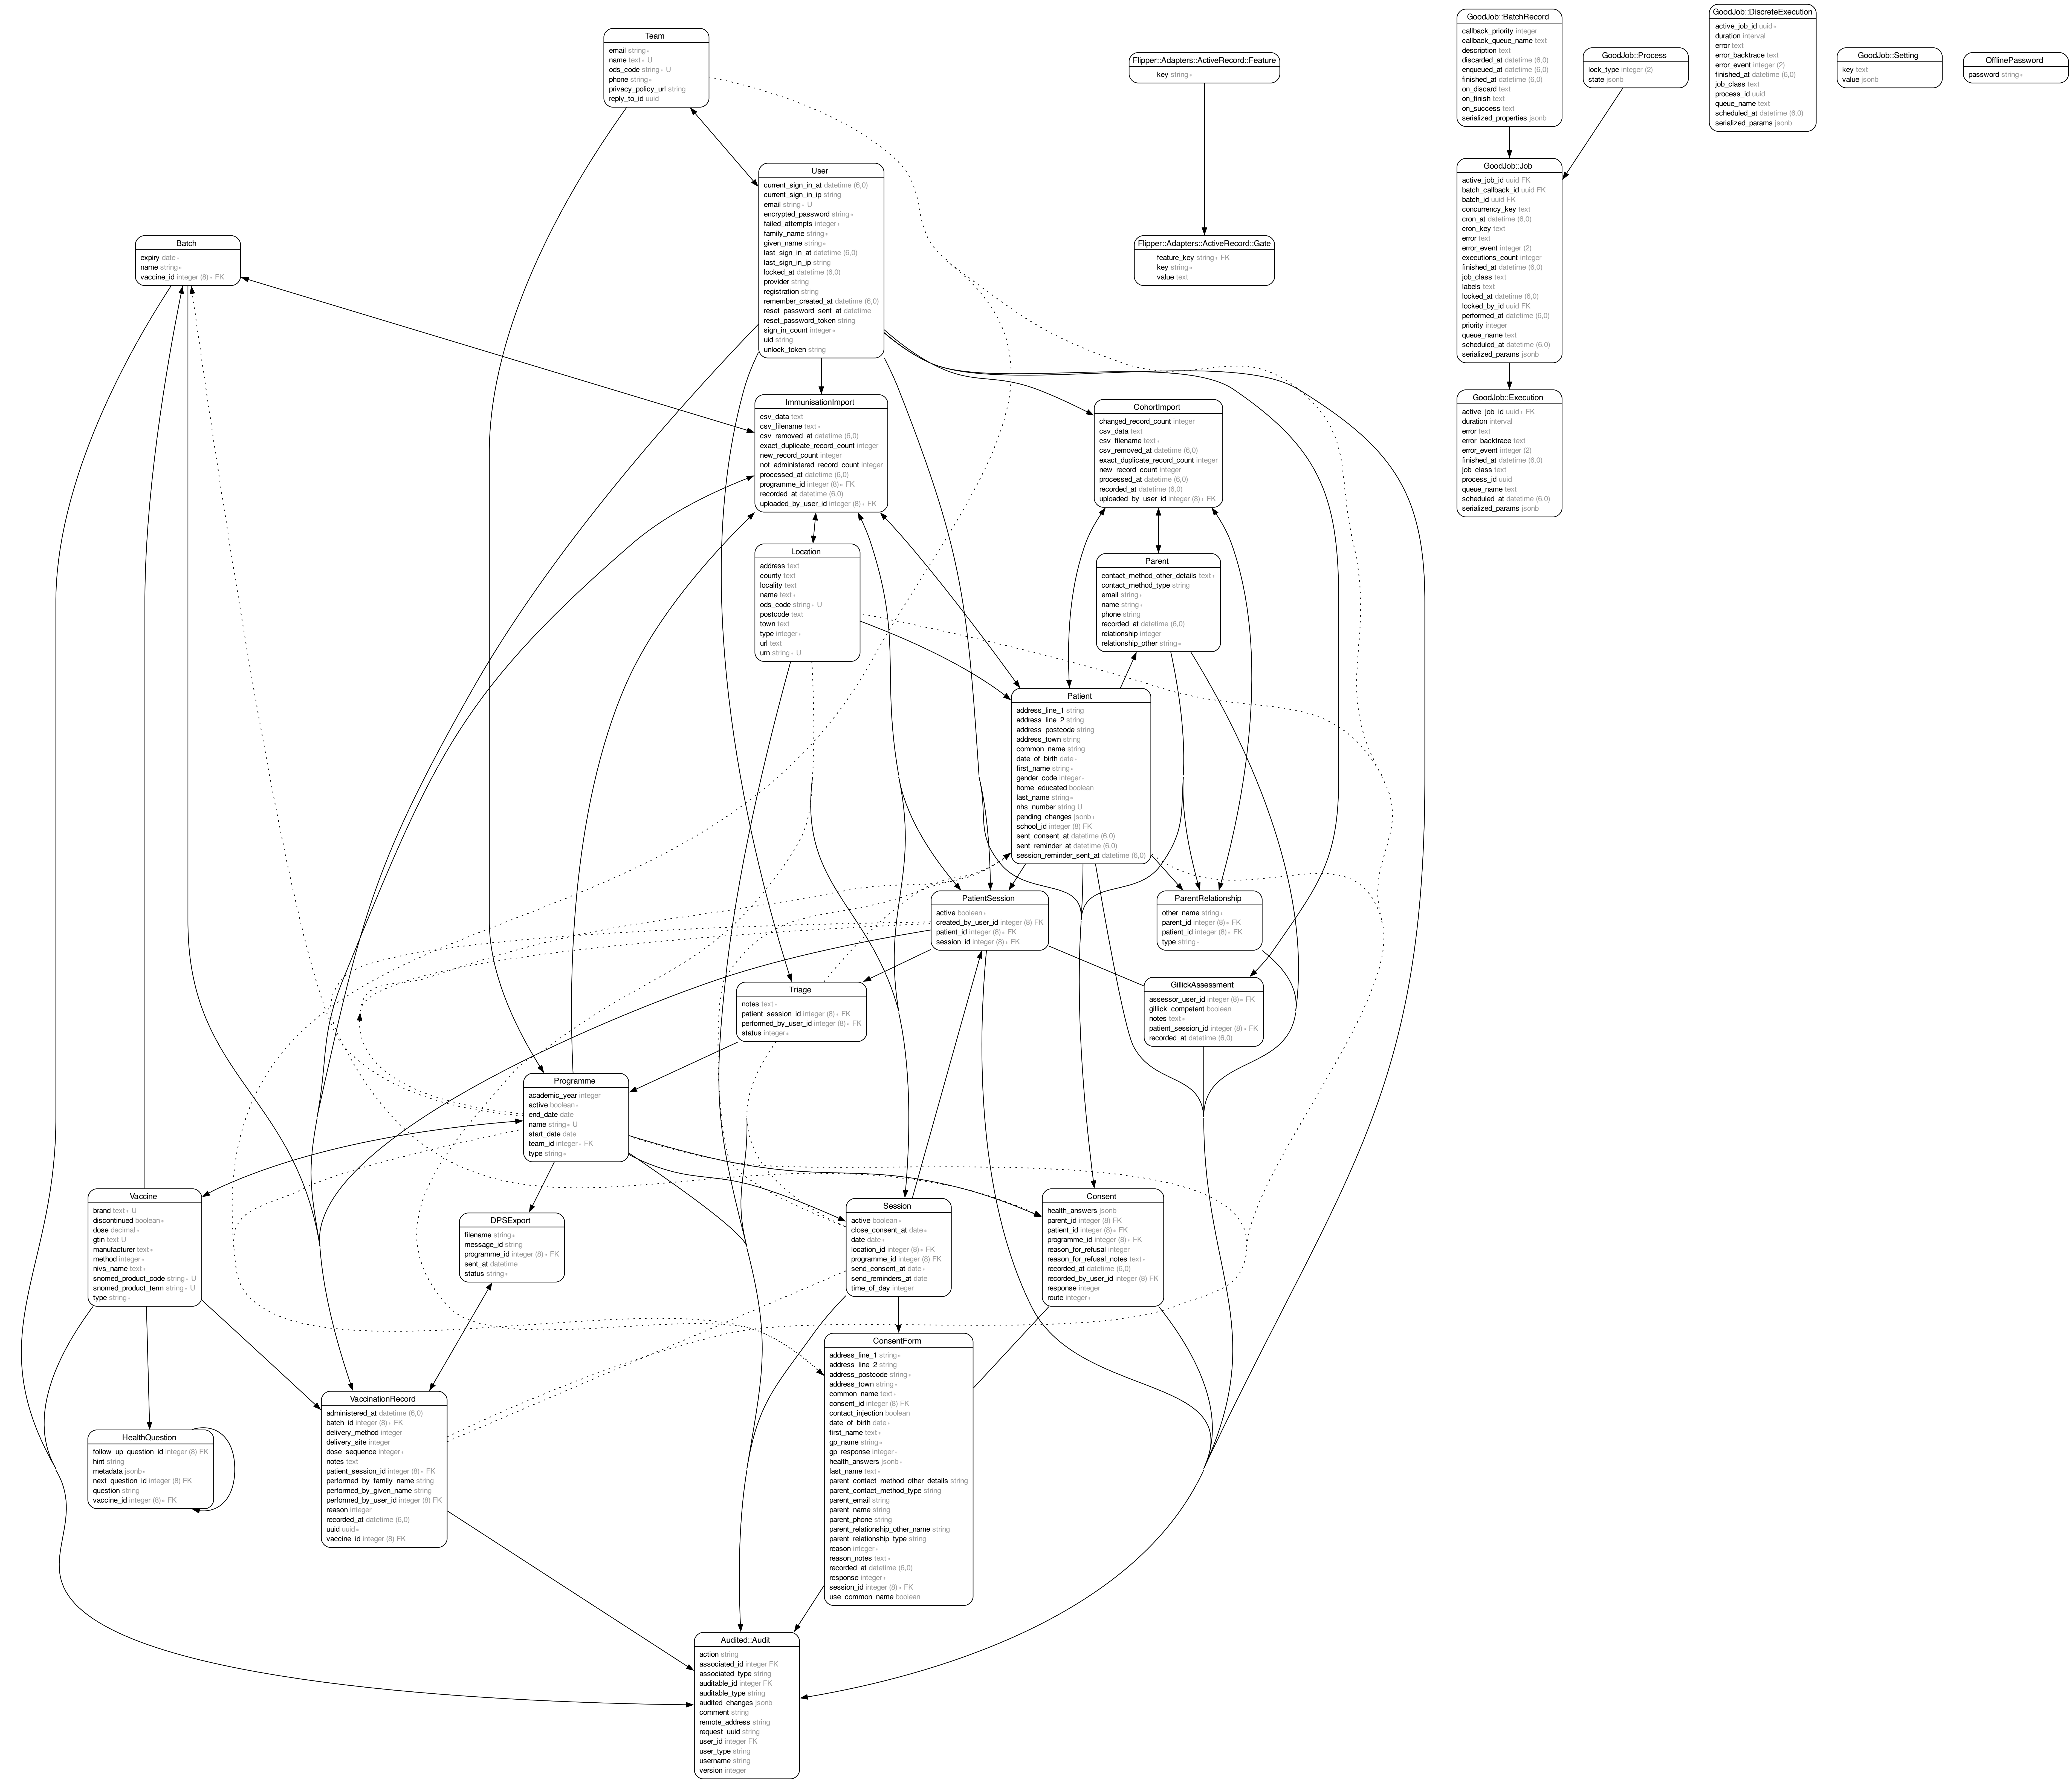 Team
email string ∗
name text ∗ U
ods_code string ∗ U
phone string ∗
privacy_policy_url string
reply_to_id uuid
Flipper::Adapters::ActiveRecord::Feature
key string ∗
GoodJob::BatchRecord
callback_priority integer
callback_queue_name text
description text
discarded_at datetime (6,0)
enqueued_at datetime (6,0)
finished_at datetime (6,0)
on_discard text
on_finish text
on_success text
serialized_properties jsonb
GoodJob::Process
lock_type integer (2)
state jsonb
GoodJob::DiscreteExecution
active_job_id uuid ∗
duration interval
error text
error_backtrace text
error_event integer (2)
finished_at datetime (6,0)
job_class text
process_id uuid
queue_name text
scheduled_at datetime (6,0)
serialized_params jsonb
GoodJob::Setting
key text
value jsonb
OfflinePassword
password string ∗
User
current_sign_in_at datetime (6,0)
current_sign_in_ip string
email string ∗ U
encrypted_password string ∗
failed_attempts integer ∗
family_name string ∗
given_name string ∗
last_sign_in_at datetime (6,0)
last_sign_in_ip string
locked_at datetime (6,0)
provider string
registration string
remember_created_at datetime (6,0)
reset_password_sent_at datetime
reset_password_token string
sign_in_count integer ∗
uid string
unlock_token string
GoodJob::Job
active_job_id uuid FK
batch_callback_id uuid FK
batch_id uuid FK
concurrency_key text
cron_at datetime (6,0)
cron_key text
error text
error_event integer (2)
executions_count integer
finished_at datetime (6,0)
job_class text
labels text
locked_at datetime (6,0)
locked_by_id uuid FK
performed_at datetime (6,0)
priority integer
queue_name text
scheduled_at datetime (6,0)
serialized_params jsonb
Batch
expiry date ∗
name string ∗
vaccine_id integer (8) ∗ FK
Flipper::Adapters::ActiveRecord::Gate
feature_key string ∗ FK
key string ∗
value text
ImmunisationImport
csv_data text
csv_filename text ∗
csv_removed_at datetime (6,0)
exact_duplicate_record_count integer
new_record_count integer
not_administered_record_count integer
processed_at datetime (6,0)
programme_id integer (8) ∗ FK
recorded_at datetime (6,0)
uploaded_by_user_id integer (8) ∗ FK
CohortImport
changed_record_count integer
csv_data text
csv_filename text ∗
csv_removed_at datetime (6,0)
exact_duplicate_record_count integer
new_record_count integer
processed_at datetime (6,0)
recorded_at datetime (6,0)
uploaded_by_user_id integer (8) ∗ FK
GoodJob::Execution
active_job_id uuid ∗ FK
duration interval
error text
error_backtrace text
error_event integer (2)
finished_at datetime (6,0)
job_class text
process_id uuid
queue_name text
scheduled_at datetime (6,0)
serialized_params jsonb
Location
address text
county text
locality text
name text ∗
ods_code string ∗ U
postcode text
town text
type integer ∗
url text
urn string ∗ U
Parent
contact_method_other_details text ∗
contact_method_type string
email string ∗
name string ∗
phone string
recorded_at datetime (6,0)
relationship integer
relationship_other string ∗
Patient
address_line_1 string
address_line_2 string
address_postcode string
address_town string
common_name string
date_of_birth date ∗
first_name string ∗
gender_code integer ∗
home_educated boolean
last_name string ∗
nhs_number string U
pending_changes jsonb ∗
school_id integer (8) FK
sent_consent_at datetime (6,0)
sent_reminder_at datetime (6,0)
session_reminder_sent_at datetime (6,0)
PatientSession
active boolean ∗
created_by_user_id integer (8) FK
patient_id integer (8) ∗ FK
session_id integer (8) ∗ FK
ParentRelationship
other_name string ∗
parent_id integer (8) ∗ FK
patient_id integer (8) ∗ FK
type string ∗
Triage
notes text ∗
patient_session_id integer (8) ∗ FK
performed_by_user_id integer (8) ∗ FK
status integer ∗
GillickAssessment
assessor_user_id integer (8) ∗ FK
gillick_competent boolean
notes text ∗
patient_session_id integer (8) ∗ FK
recorded_at datetime (6,0)
Programme
academic_year integer
active boolean ∗
end_date date
name string ∗ U
start_date date
team_id integer ∗ FK
type string ∗
Vaccine
brand text ∗ U
discontinued boolean ∗
dose decimal ∗
gtin text U
manufacturer text ∗
method integer ∗
nivs_name text ∗
snomed_product_code string ∗ U
snomed_product_term string ∗ U
type string ∗
DPSExport
filename string ∗
message_id string
programme_id integer (8) ∗ FK
sent_at datetime
status string ∗
Session
active boolean ∗
close_consent_at date ∗
date date ∗
location_id integer (8) ∗ FK
programme_id integer (8) FK
send_consent_at date ∗
send_reminders_at date
time_of_day integer
Consent
health_answers jsonb
parent_id integer (8) FK
patient_id integer (8) ∗ FK
programme_id integer (8) ∗ FK
reason_for_refusal integer
reason_for_refusal_notes text ∗
recorded_at datetime (6,0)
recorded_by_user_id integer (8) FK
response integer
route integer ∗
ConsentForm
address_line_1 string ∗
address_line_2 string
address_postcode string ∗
address_town string ∗
common_name text ∗
consent_id integer (8) FK
contact_injection boolean
date_of_birth date ∗
first_name text ∗
gp_name string ∗
gp_response integer ∗
health_answers jsonb ∗
last_name text ∗
parent_contact_method_other_details string
parent_contact_method_type string
parent_email string
parent_name string
parent_phone string
parent_relationship_other_name string
parent_relationship_type string
reason integer ∗
reason_notes text ∗
recorded_at datetime (6,0)
response integer ∗
session_id integer (8) ∗ FK
use_common_name boolean
VaccinationRecord
administered_at datetime (6,0)
batch_id integer (8) ∗ FK
delivery_method integer
delivery_site integer
dose_sequence integer ∗
notes text
patient_session_id integer (8) ∗ FK
performed_by_family_name string
performed_by_given_name string
performed_by_user_id integer (8) FK
reason integer
recorded_at datetime (6,0)
uuid uuid ∗
vaccine_id integer (8) FK
HealthQuestion
follow_up_question_id integer (8) FK
hint string
metadata jsonb ∗
next_question_id integer (8) FK
question string
vaccine_id integer (8) ∗ FK
Audited::Audit
action string
associated_id integer FK
associated_type string
auditable_id integer FK
auditable_type string
audited_changes jsonb
comment string
remote_address string
request_uuid string
user_id integer FK
user_type string
username string
version integer